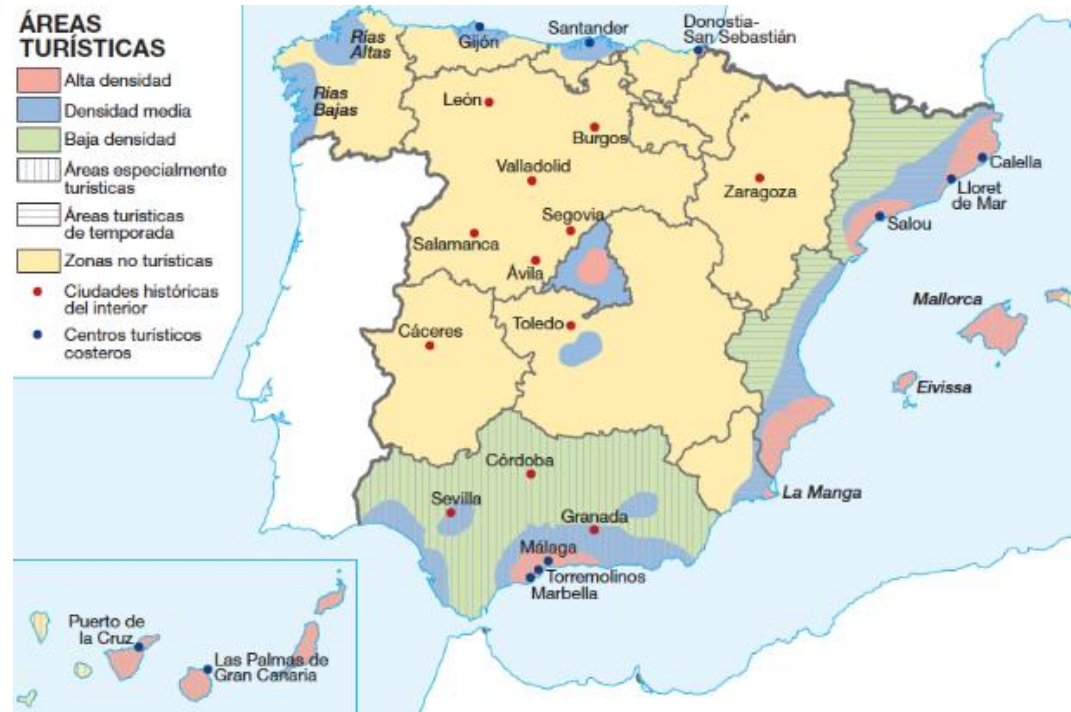 ÁREAS
TURÍSTICAS
Alta densidad
Densidad media
Baja densidad
Áreas especialmente
turisticas
Áreas turisticas
de temporada
Zonas no turisticas
Ciudades históricas
del interior
Centros turísticos
costeros
Rías
Altas
Rías
Bajas
Gijón
Santander
Donostia-
San Sebastián
León
Burgos
Valladolid
Zaragoza
Calella
Lloret
de Mar
Salou
Segovia
Salamanca
Ávila
Mallorca
Toledo
Cáceres
Eivissa
Córdoba
La Manga
Sevilla
Granada
Málaga
Torremolinos
Marbella
Puerto de
la Cruz
Las Palmas de
Gran Canaria